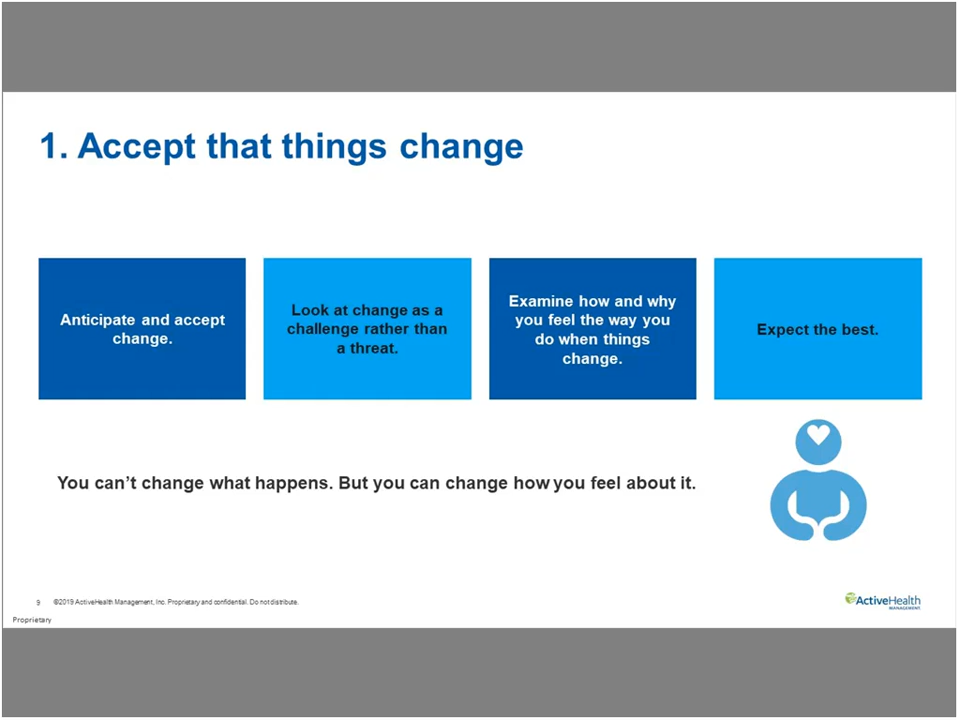 1. Accept that things change
Anticipate and accept
change.
Look at change as a
challenge rather than
a threat.
Examine how and why
you feel the way you
do when things
change.
Expect the best.
You can’t change what happens. But you can change how you feel about it.
9 ©2019 ActiveHealth Management, Inc. Proprietary and confidential. Do not distribute.
ActiveHealth
MANAGEMENT.
Proprietary